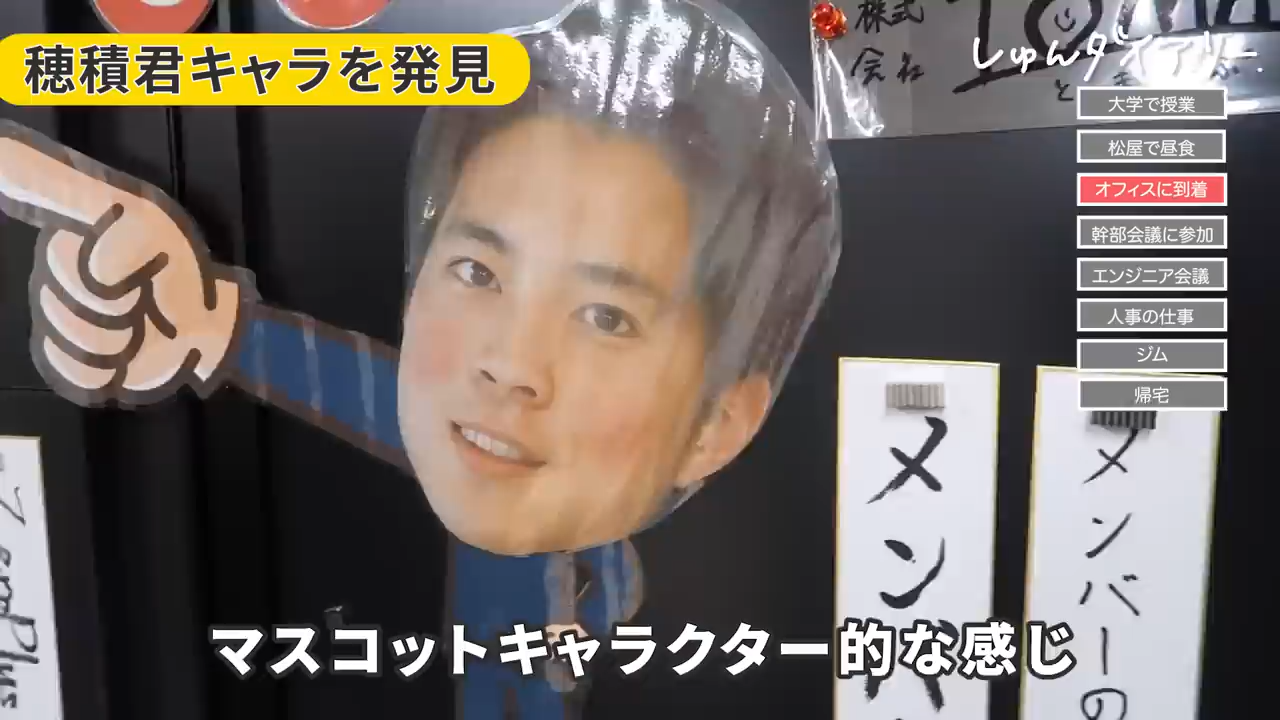 穂積君キャラを発見
株式
会社
しゅんダイアリー
大学で授業
松屋で昼食
オフィスに到着
幹部会議に参加
エンジニア会議
人事の仕事
ジム
帰宅
メンバ
メンバーの
Plus
マスコットキャラクター的な感じ